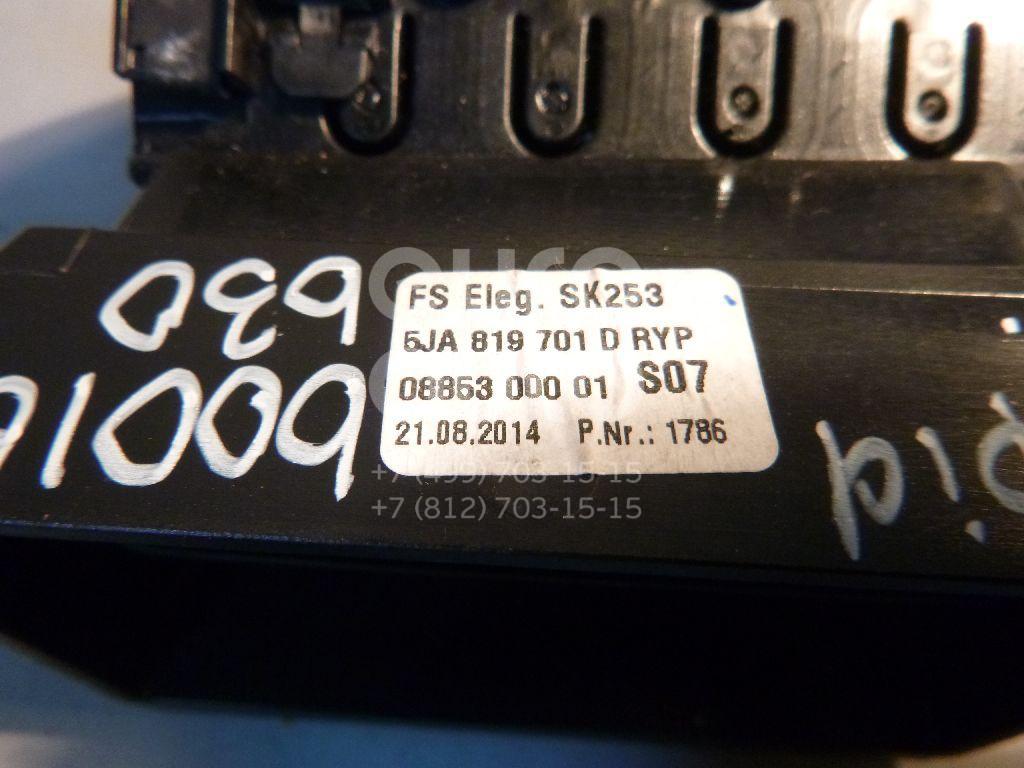 FS Eleg. SK253
5JA 819 701 D RYP
08853 000 01 S07
21.08.2014 P.Nr.: 1786
+7 (499) 703-15-15
+7 (812) 703-15-15